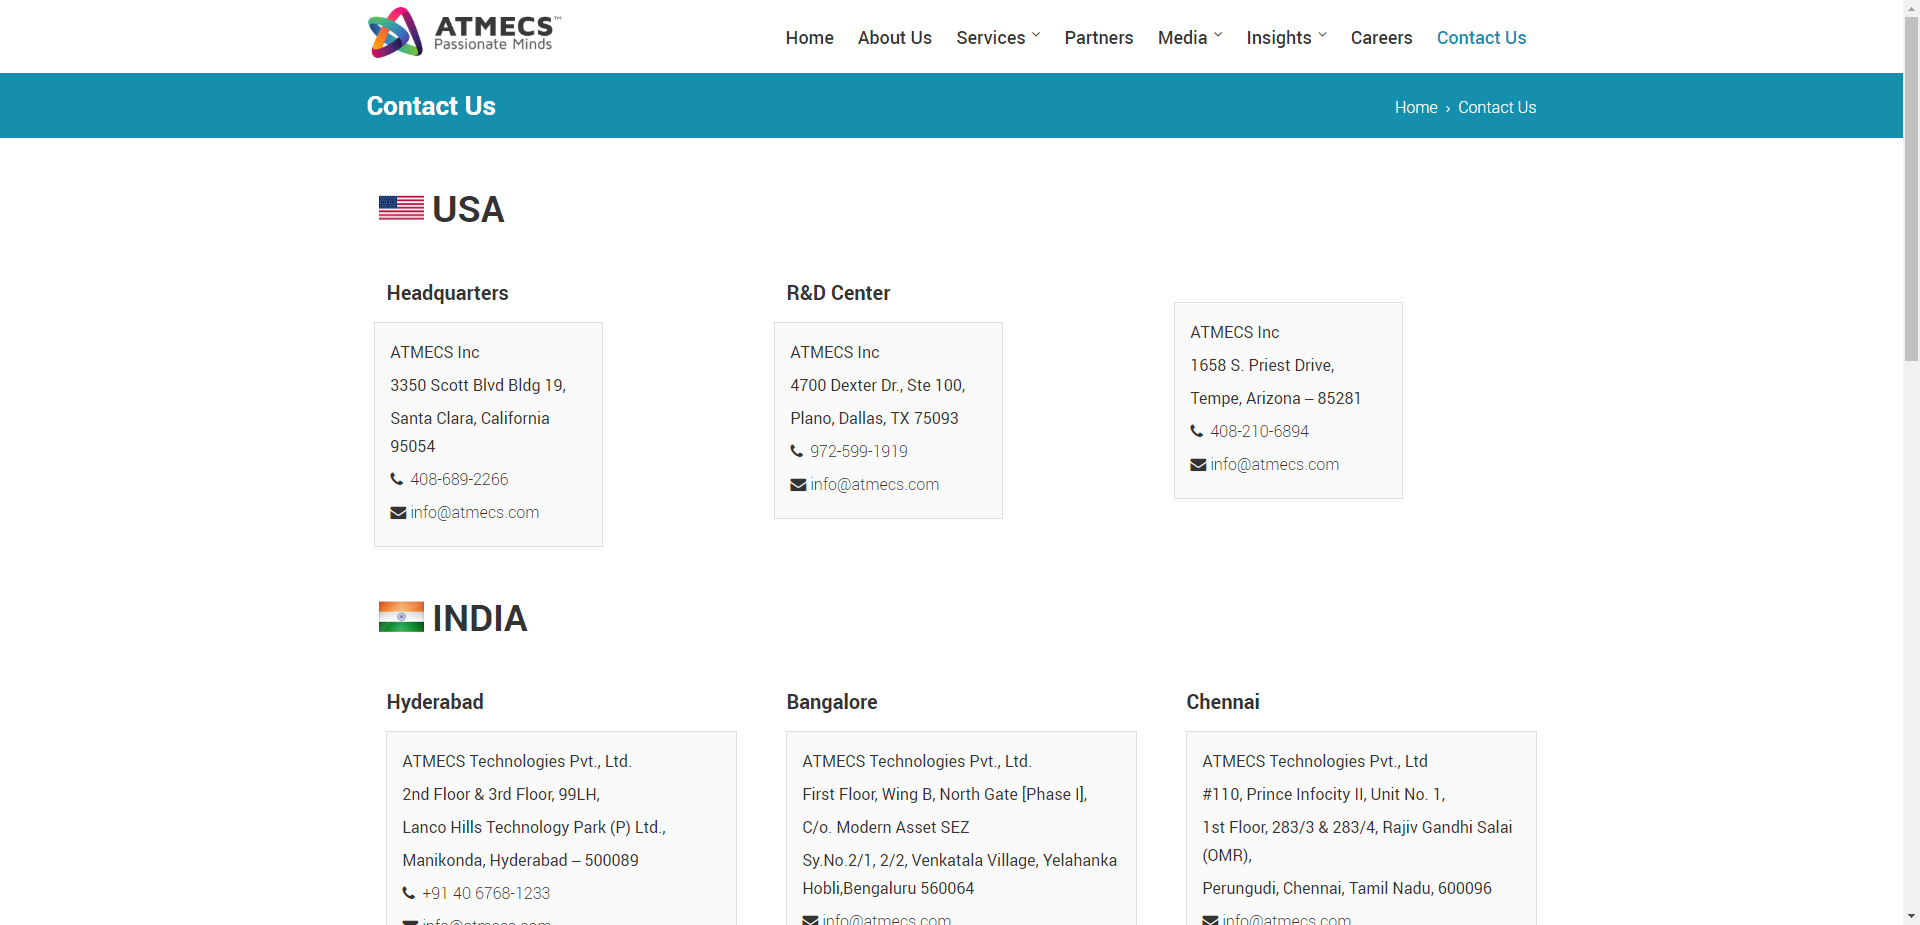 ATMECS™
Passionate Minds
Home
About Us
Services
Partners
Media
Insights
Careers
Contact Us
Contact Us
Home › Contact Us
USA
Headquarters
ATMECS Inc
3350 Scott Blvd Bldg 19,
Santa Clara, California
95054
408-689-2266
info@atmecs.com
R&D Center
ATMECS Inc
4700 Dexter Dr., Ste 100,
Plano, Dallas, TX 75093
972-599-1919
info@atmecs.com
ATMECS Inc
1658 S. Priest Drive,
Tempe, Arizona – 85281
408-210-6894
info@atmecs.com
INDIA
Hyderabad
ATMECS Technologies Pvt., Ltd.
2nd Floor & 3rd Floor, 99LH,
Lanco Hills Technology Park (P) Ltd.,
Manikonda, Hyderabad – 500089
+91 40 6768-1233
info@atmecs.com
Bangalore
ATMECS Technologies Pvt., Ltd.
First Floor, Wing B, North Gate [Phase I],
C/o. Modern Asset SEZ
Sy.No.2/1, 2/2, Venkatala Village, Yelahanka
Hobli,Bengaluru 560064
info@atmecs.com
Chennai
ATMECS Technologies Pvt., Ltd
#110, Prince Infocity II, Unit No. 1,
1st Floor, 283/3 & 283/4, Rajiv Gandhi Salai
(OMR),
Perungudi, Chennai, Tamil Nadu, 600096
info@atmecs.com